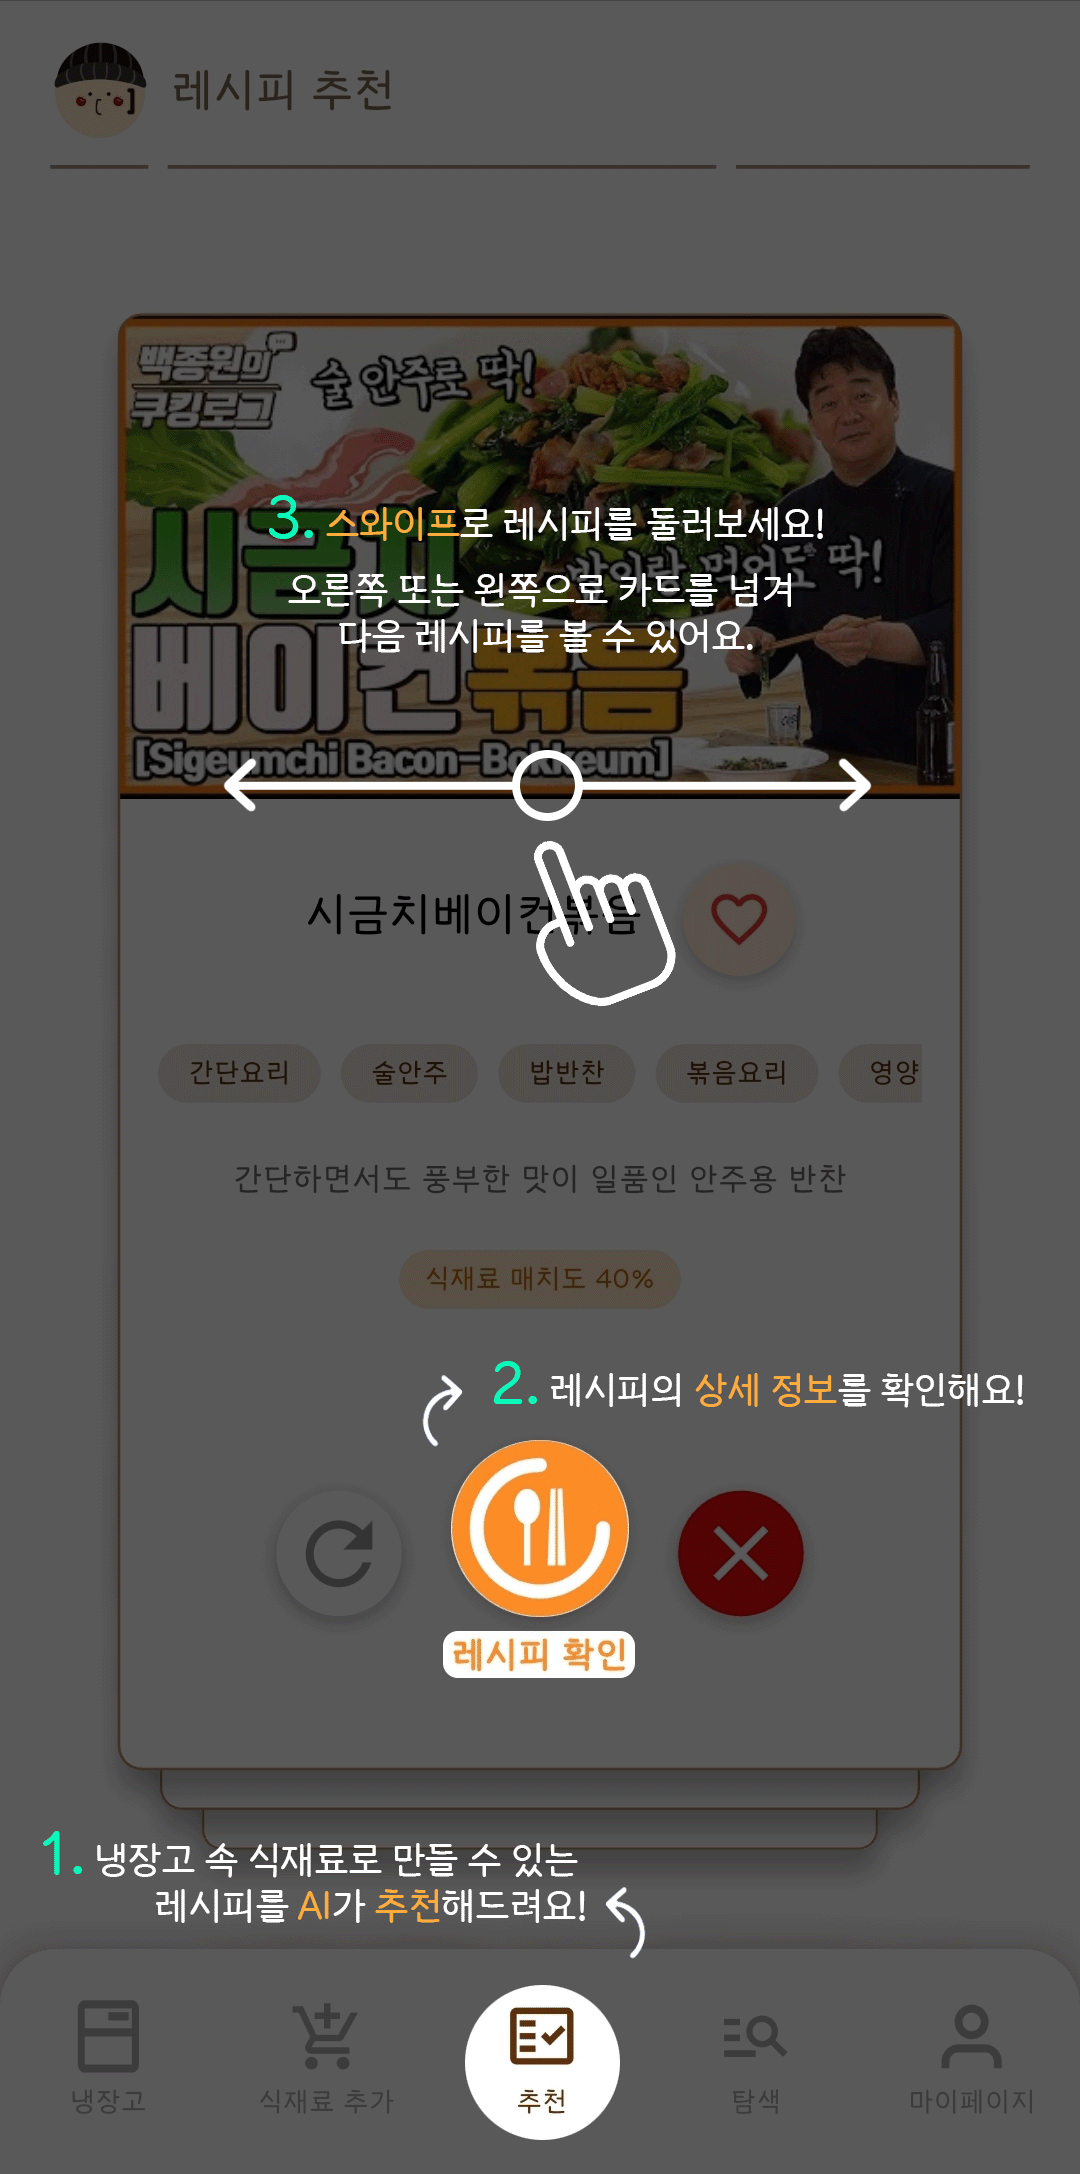 레시피 추천
백종원의
쿠킹로그
술 안주로 딱!
시금치
3. 스와이프로 레시피를 둘러보세요!
밥이랑 먹어도 딱!
오른쪽 또는 왼쪽으로 카드를 넘겨
다음 레시피를 볼 수 있어요.
베이컨볶음
[Sigeumchi Bacon-Bokkeum]
시금치베이컨볶음
간단요리 술안주 밥반찬 볶음요리 영양
간단하면서도 풍부한 맛이 일품인 안주용 반찬
식재료 매치도 40%
2. 레시피의 상세 정보를 확인해요!
레시피 확인
1. 냉장고 속 식재료로 만들 수 있는
레시피를 AI가 추천해드려요!
냉장고 식재료 추가 추천 탐색 마이페이지